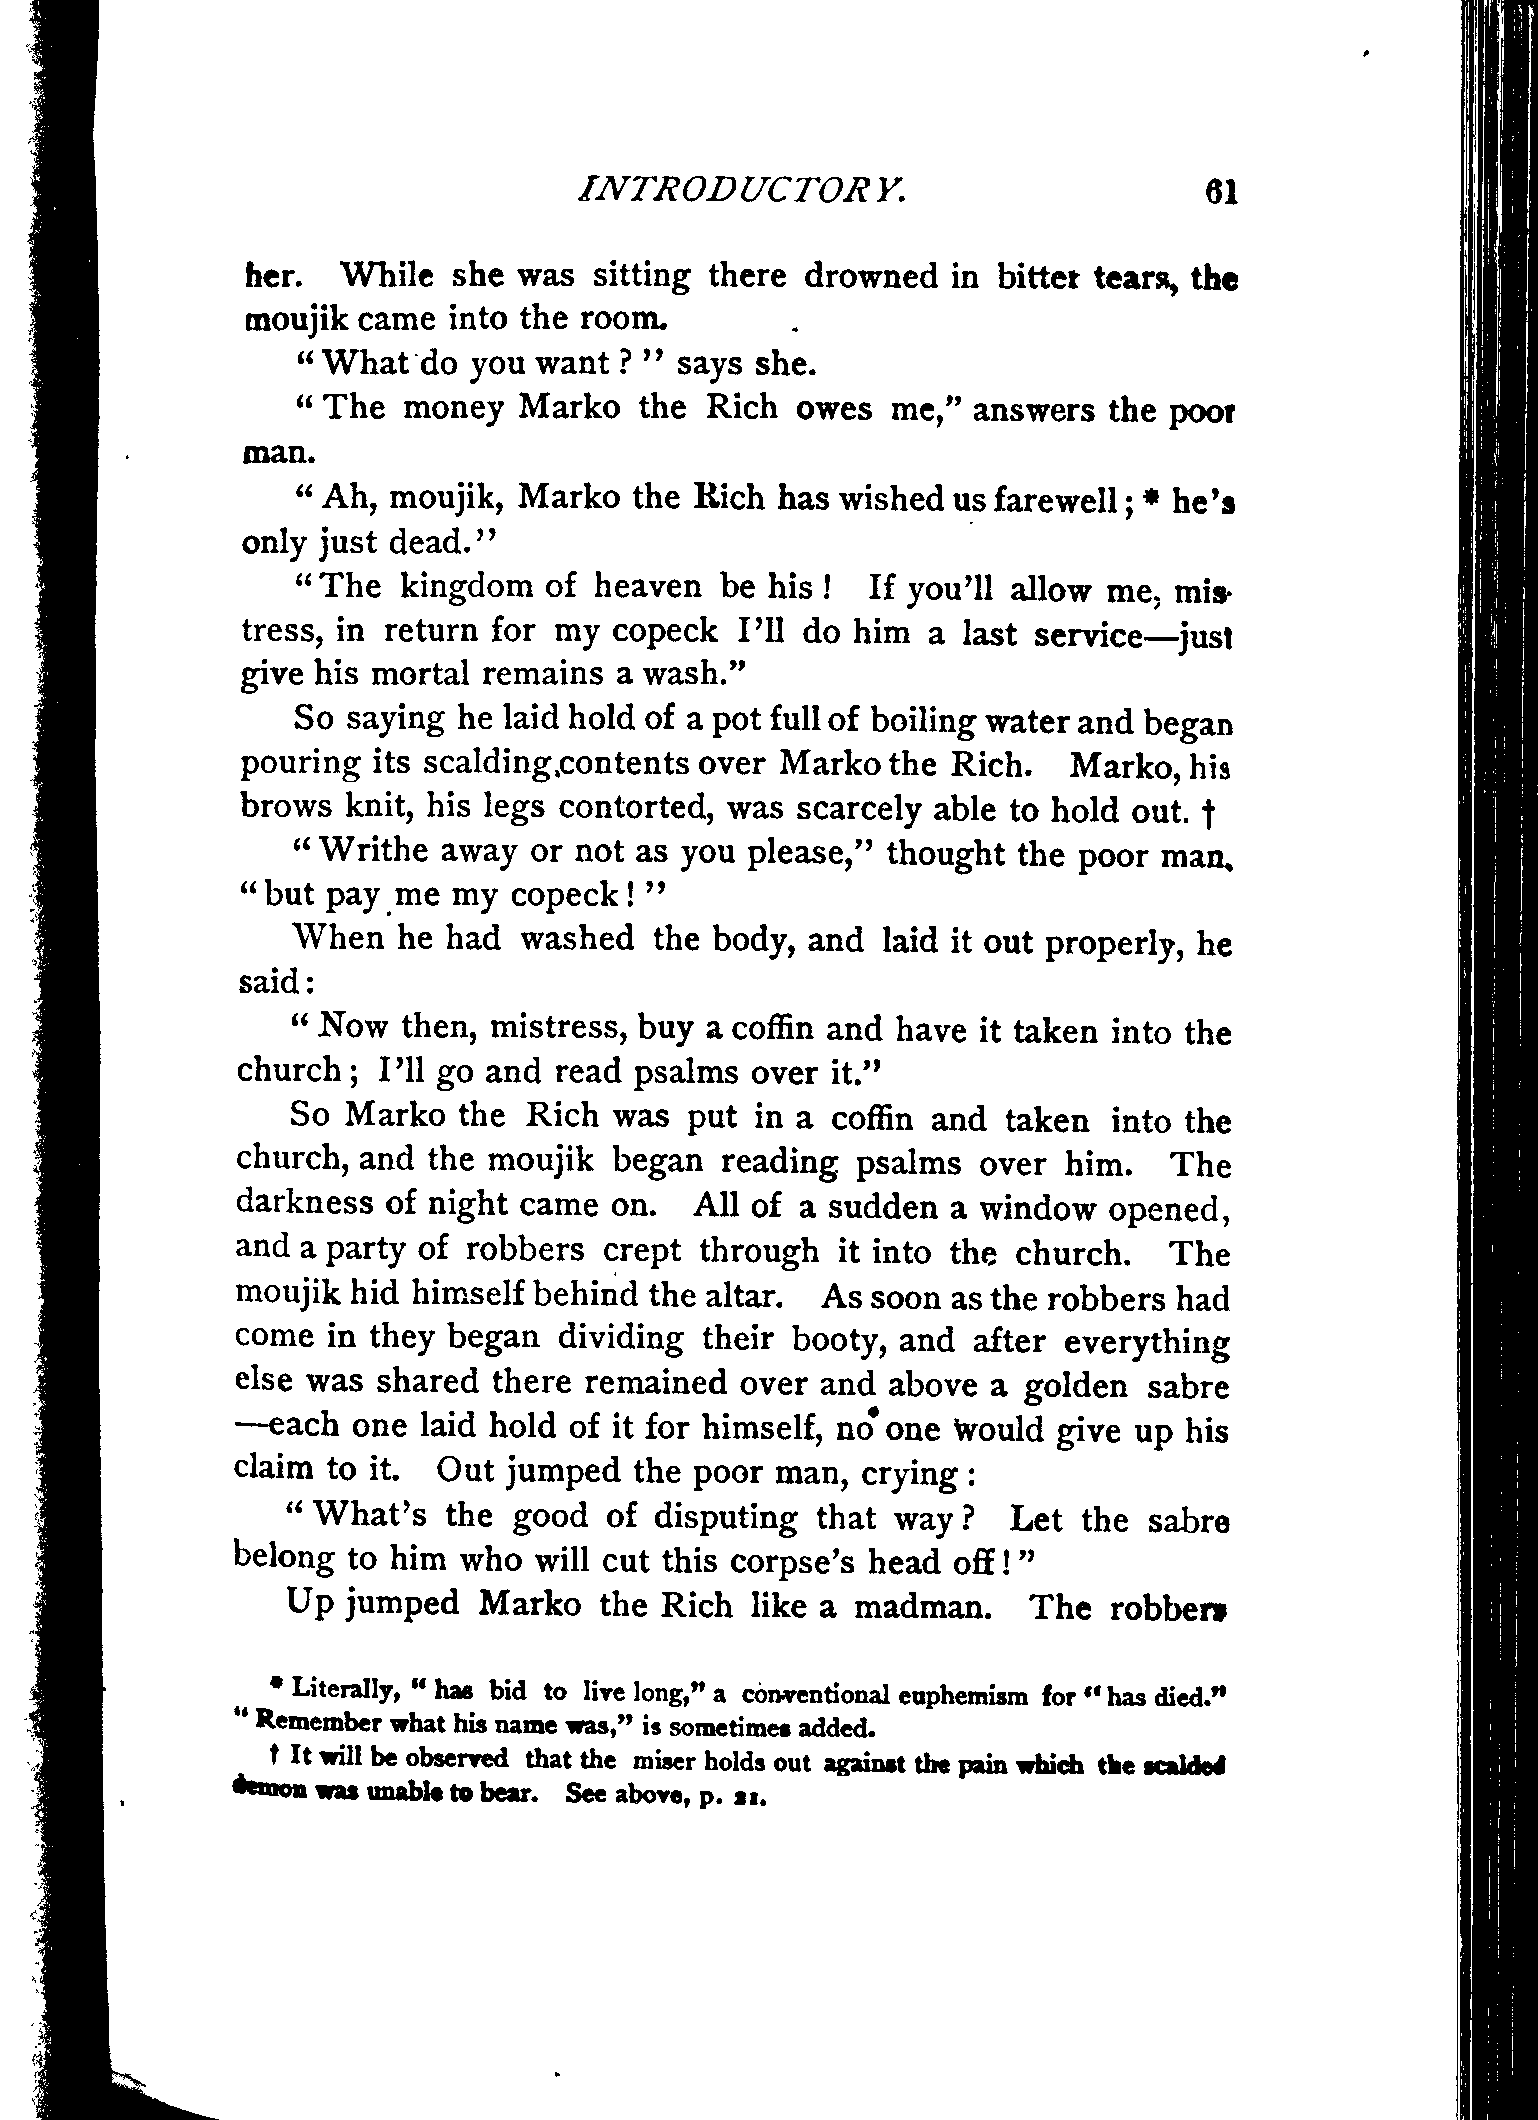 INTRODUCTORY. 61
her. While she was sitting there drowned in bitter tears, the
moujik came into the room.
"What do you want?" says she.
"The money Marko the Rich owes me," answers the poor
man.
"Ah, moujik, Marko the Rich has wished us farewell;* he's
only just dead."
"The kingdom of heaven be his! If you'll allow me, mis-
tress, in return for my copeck I'll do him a last service—just
give his mortal remains a wash."
So saying he laid hold of a pot full of boiling water and began
pouring its scalding contents over Marko the Rich. Marko, his
brows knit, his legs contorted, was scarcely able to hold out. †
"Writhe away or not as you please," thought the poor man,
"but pay me my copeck!"
When he had washed the body, and laid it out properly, he
said:
"Now then, mistress, buy a coffin and have it taken into the
church; I'll go and read psalms over it."
So Marko the Rich was put in a coffin and taken into the
church, and the moujik began reading psalms over him. The
darkness of night came on. All of a sudden a window opened,
and a party of robbers crept through it into the church. The
moujik hid himself behind the altar. As soon as the robbers had
come in they began dividing their booty, and after everything
else was shared there remained over and above a golden sabre
—each one laid hold of it for himself, no one would give up his
claim to it. Out jumped the poor man, crying:
"What's the good of disputing that way? Let the sabre
belong to him who will cut this corpse's head off!"
Up jumped Marko the Rich like a madman. The robbers
* Literally, "has bid to live long," a conventional euphemism for "has died."
"Remember what his name was," is sometimes added.
† It will be observed that the miser holds out against the pain which the scalded
demon was unable to bear. See above, p. 21.